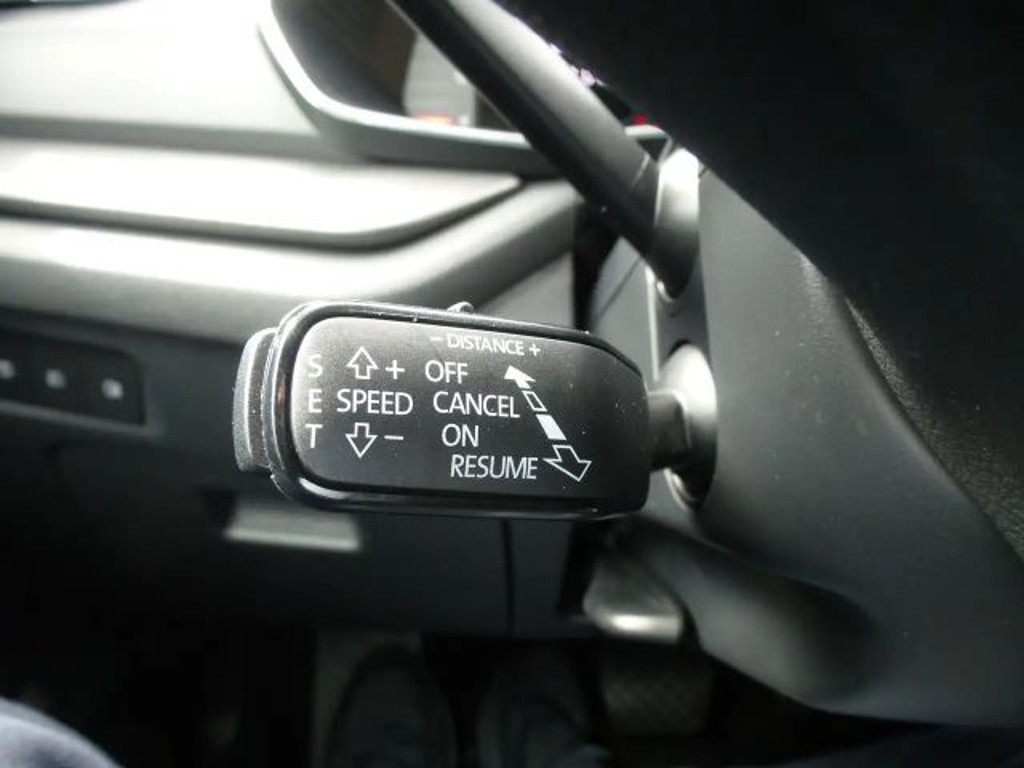 - DISTANCE +
S + OFF
E SPEED CANCEL
T - ON
RESUME